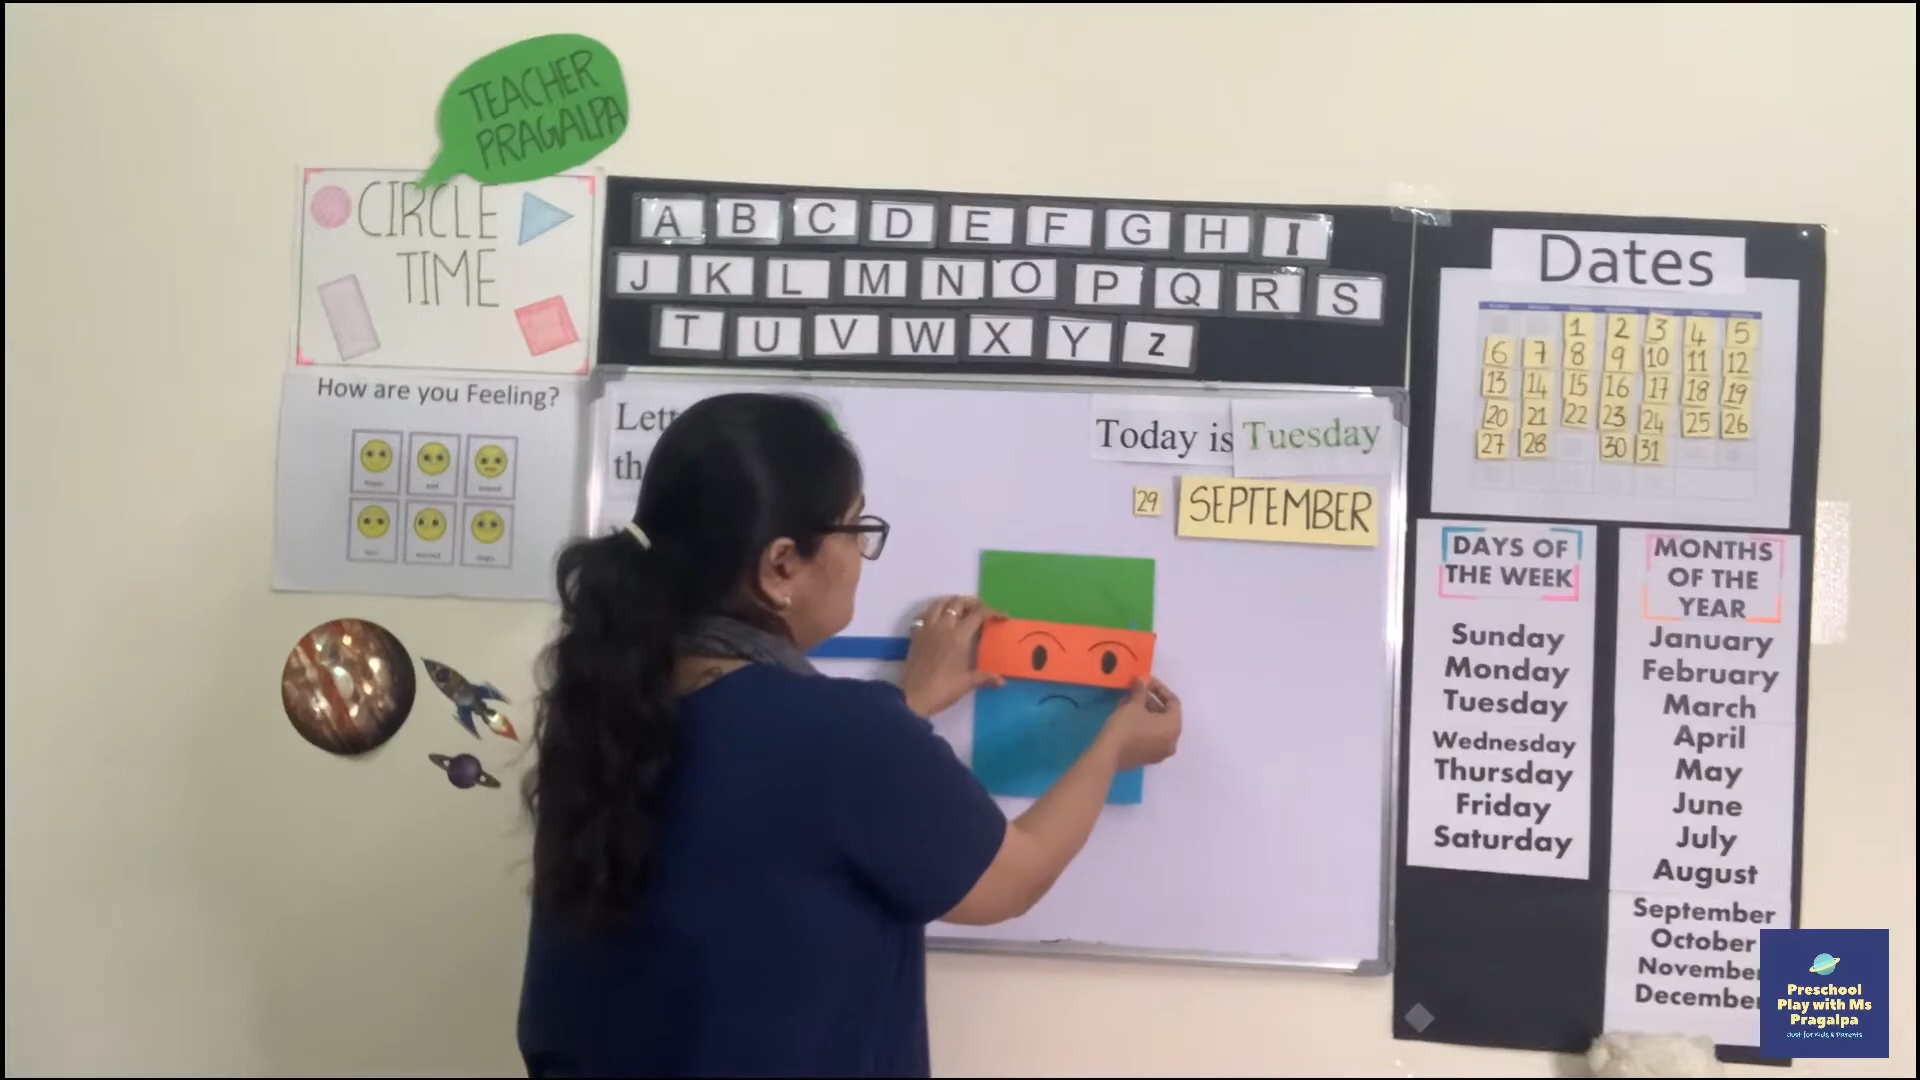 TEACHER
PRAGALPA
CIRCLE
TIME
How are you Feeling?
A B C D E F G H I
J K L M N O P Q R S
T U V W X Y Z
Today is Tuesday
29 SEPTEMBER
Dates
1 2 3 4 5
6 7 8 9 10 11 12
13 14 15 16 17 18 19
20 21 22 23 24 25 26
27 28 30 31
DAYS OF
THE WEEK
Sunday
Monday
Tuesday
Wednesday
Thursday
Friday
Saturday
MONTHS
OF THE
YEAR
January
February
March
April
May
June
July
August
September
October
November
December
Preschool
Play with Ms
Pragalpa
Just for Kids & Parents